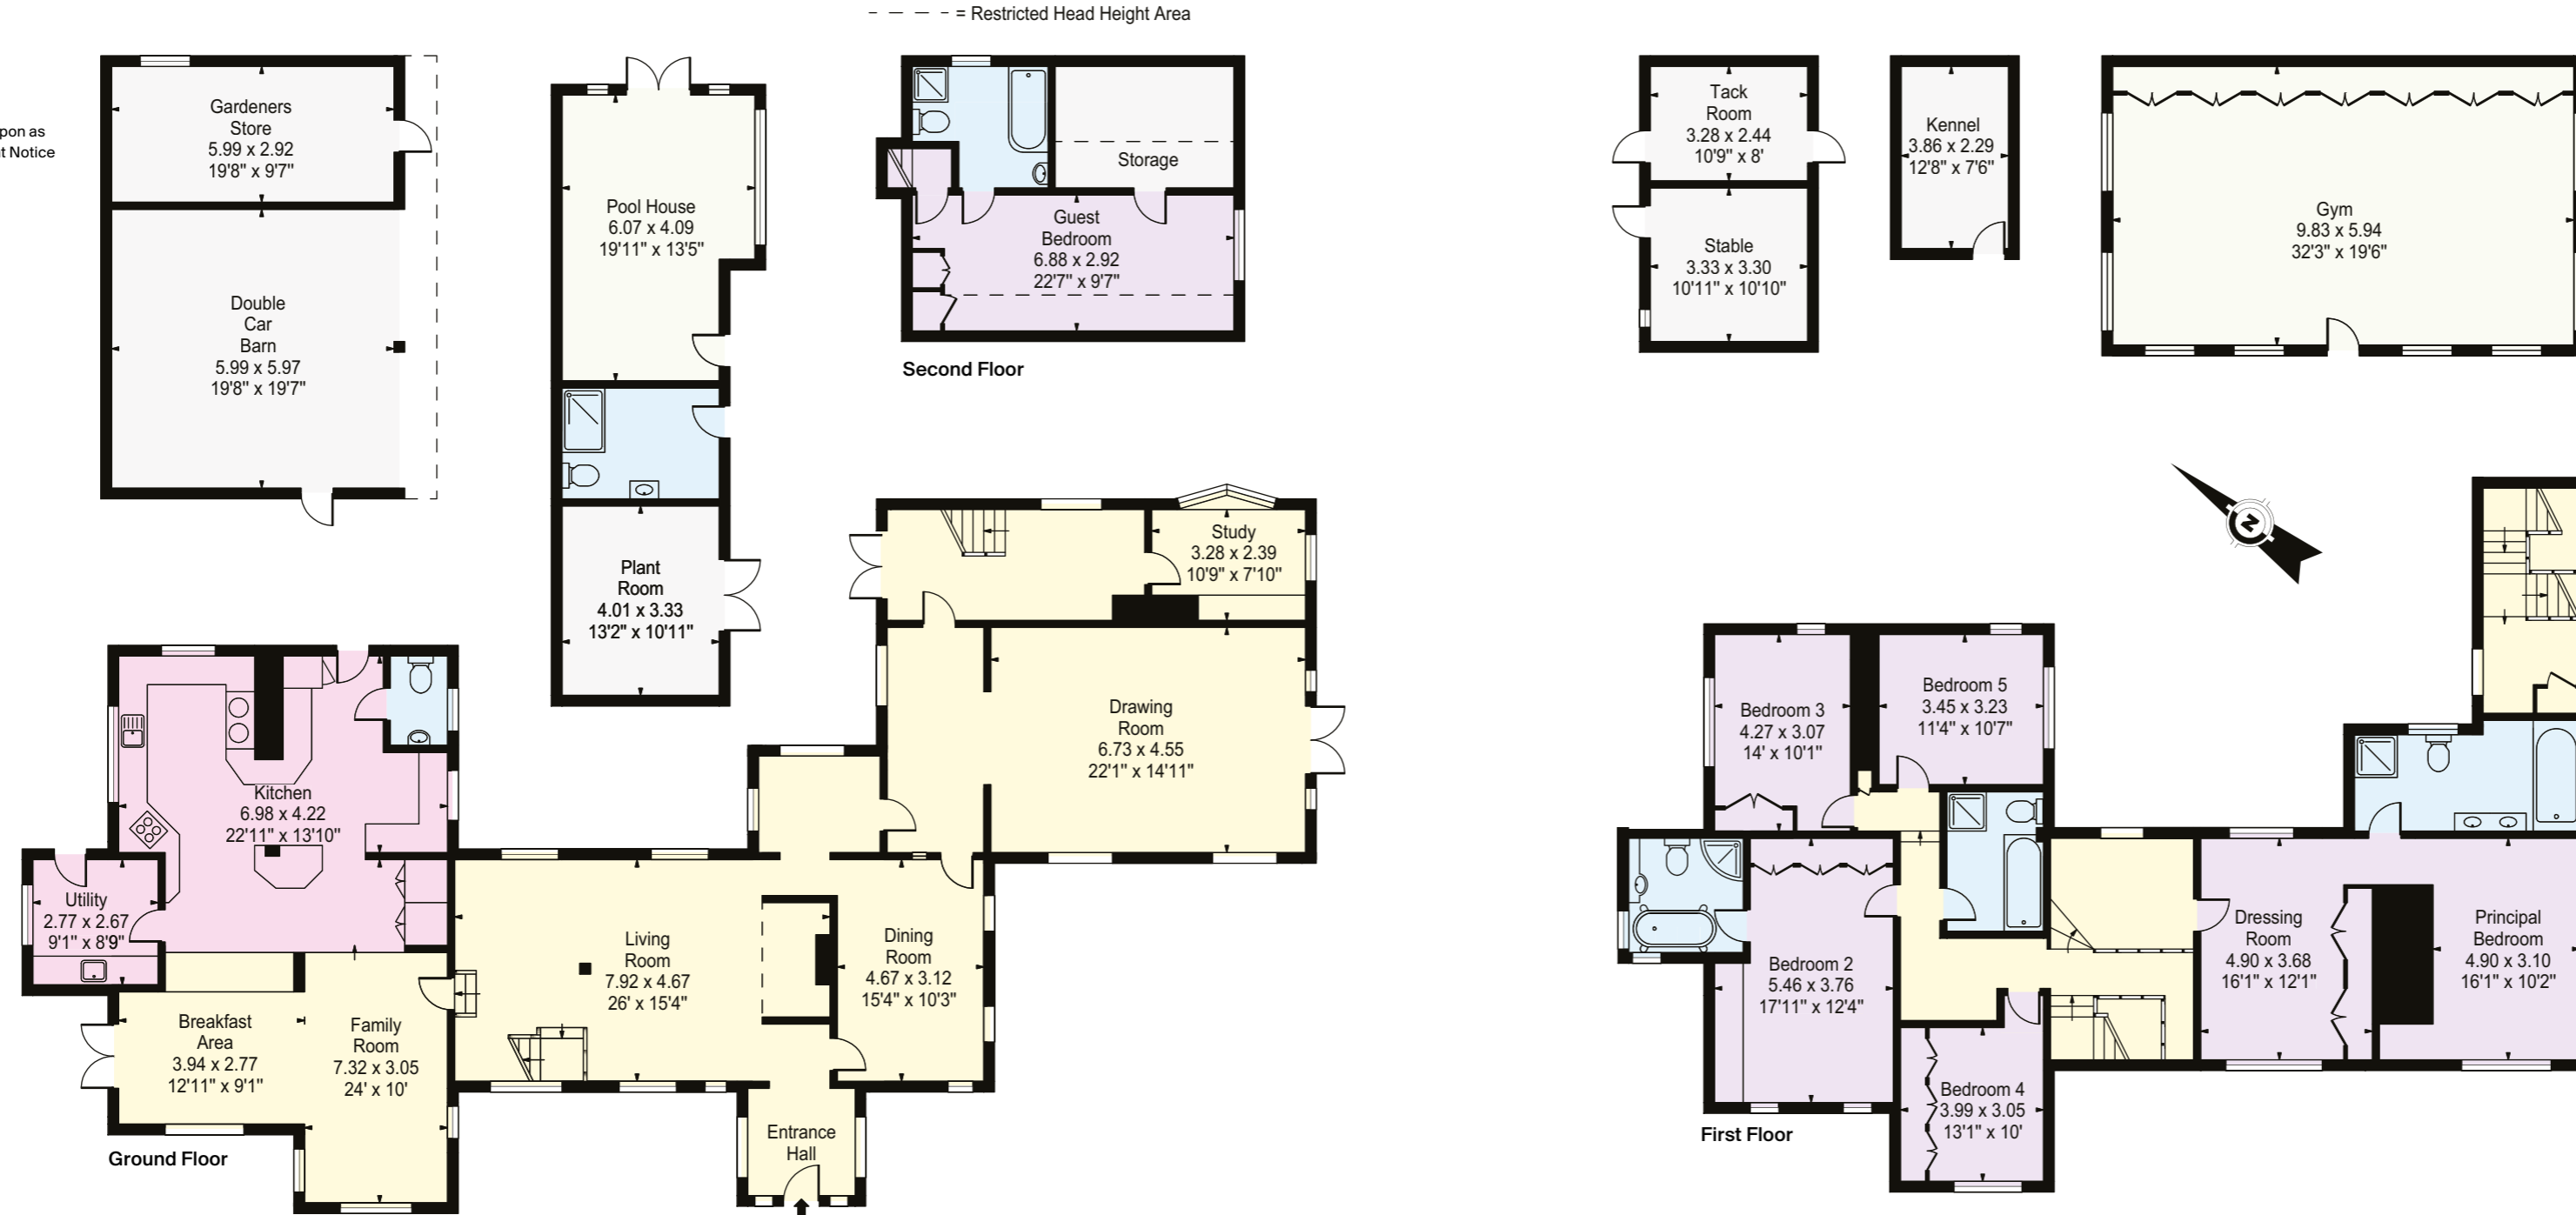 = Restricted Head Height Area
pon as
t Notice
Gardeners
Store
5.99 x 2.92
19'8" x 9'7"
Double
Car
Barn
5.99 x 5.97
19'8" x 19'7"
Pool House
6.07 x 4.09
19'11" x 13'5"
Plant
Room
4.01 x 3.33
13'2" x 10'11"
Storage
Guest
Bedroom
6.88 x 2.92
22'7" x 9'7"
Second Floor
Tack
Room
3.28 x 2.44
10'9" x 8'
Stable
3.33 x 3.30
10'11" x 10'10"
Kennel
3.86 x 2.29
12'8" x 7'6"
Gym
9.83 x 5.94
32'3" x 19'6"
N
Study
3.28 x 2.39
10'9" x 7'10"
Drawing
Room
6.73 x 4.55
22'1" x 14'11"
Kitchen
6.98 x 4.22
22'11" x 13'10"
Utility
2.77 x 2.67
9'1" x 8'9"
Living
Room
7.92 x 4.67
26' x 15'4"
Dining
Room
4.67 x 3.12
15'4" x 10'3"
Breakfast
Area
3.94 x 2.77
12'11" x 9'1"
Family
Room
7.32 x 3.05
24' x 10'
Entrance
Hall
Ground Floor
Bedroom 3
4.27 x 3.07
14' x 10'1"
Bedroom 5
3.45 x 3.23
11'4" x 10'7"
Bedroom 2
5.46 x 3.76
17'11" x 12'4"
Dressing
Room
4.90 x 3.68
16'1" x 12'1"
Principal
Bedroom
4.90 x 3.10
16'1" x 10'2"
Bedroom 4
3.99 x 3.05
13'1" x 10'
First Floor